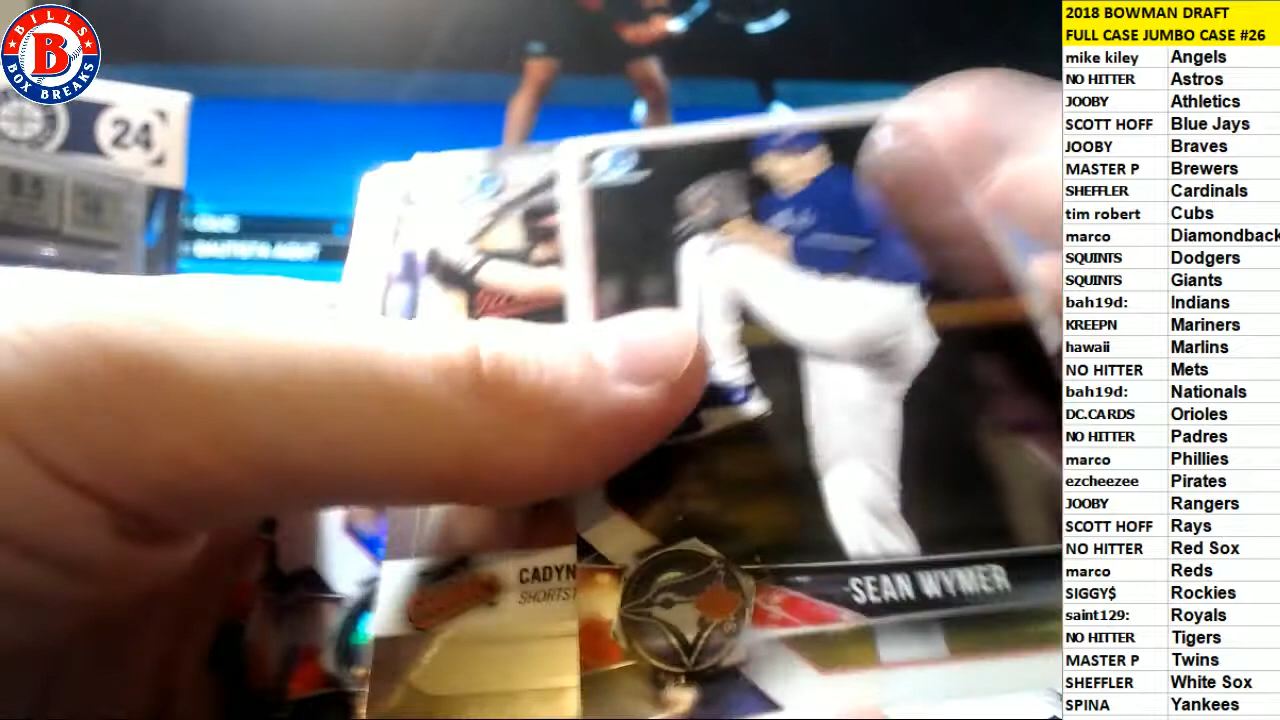 BILLS
B
BOX BREAKS
24
CADYN
SHORTST
SEAN WYMER
2018 BOWMAN DRAFT
FULL CASE JUMBO CASE #26
mike kiley Angels
NO HITTER Astros
JOOBY Athletics
SCOTT HOFF Blue Jays
JOOBY Braves
MASTER P Brewers
SHEFFLER Cardinals
tim robert Cubs
marco Diamondback
SQUINTS Dodgers
SQUINTS Giants
bah19d: Indians
KREEPN Mariners
hawaii Marlins
NO HITTER Mets
bah19d: Nationals
DC.CARDS Orioles
NO HITTER Padres
marco Phillies
ezcheezee Pirates
JOOBY Rangers
SCOTT HOFF Rays
NO HITTER Red Sox
marco Reds
SIGGY$ Rockies
saint129: Royals
NO HITTER Tigers
MASTER P Twins
SHEFFLER White Sox
SPINA Yankees